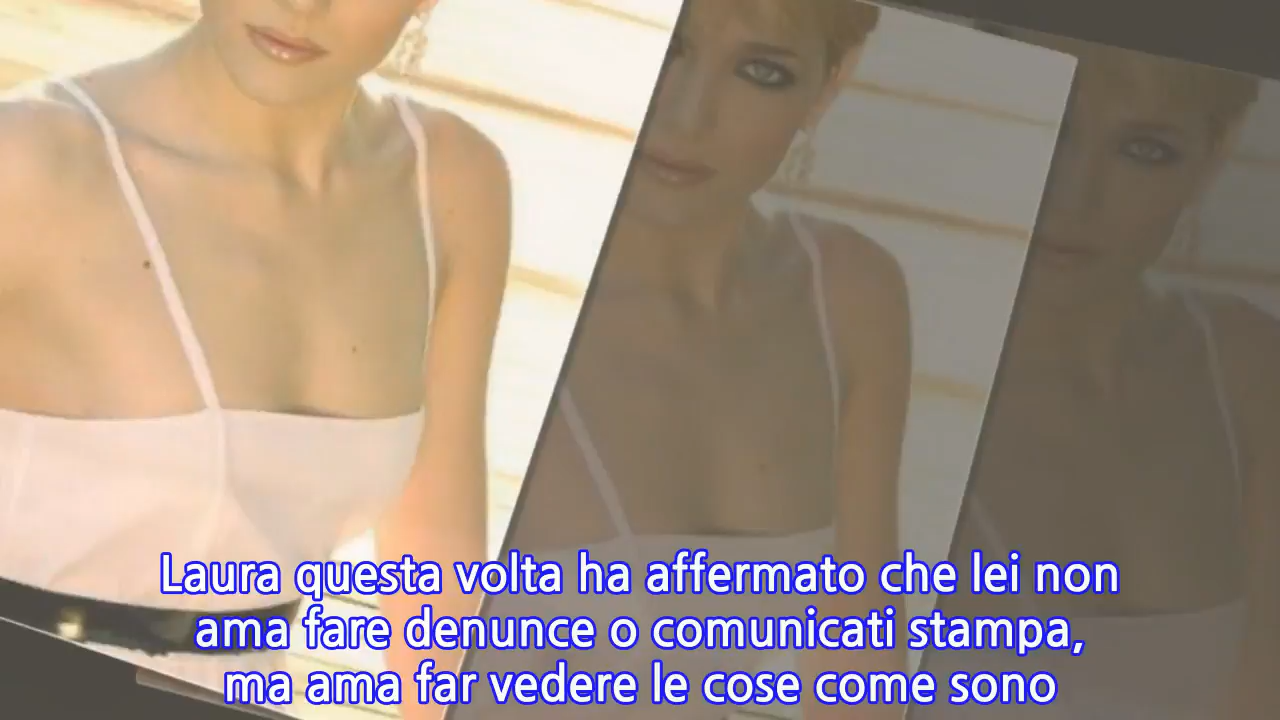 Laura questa volta ha affermato che lei non
ama fare denunce o comunicati stampa,
ma ama far vedere le cose come sono